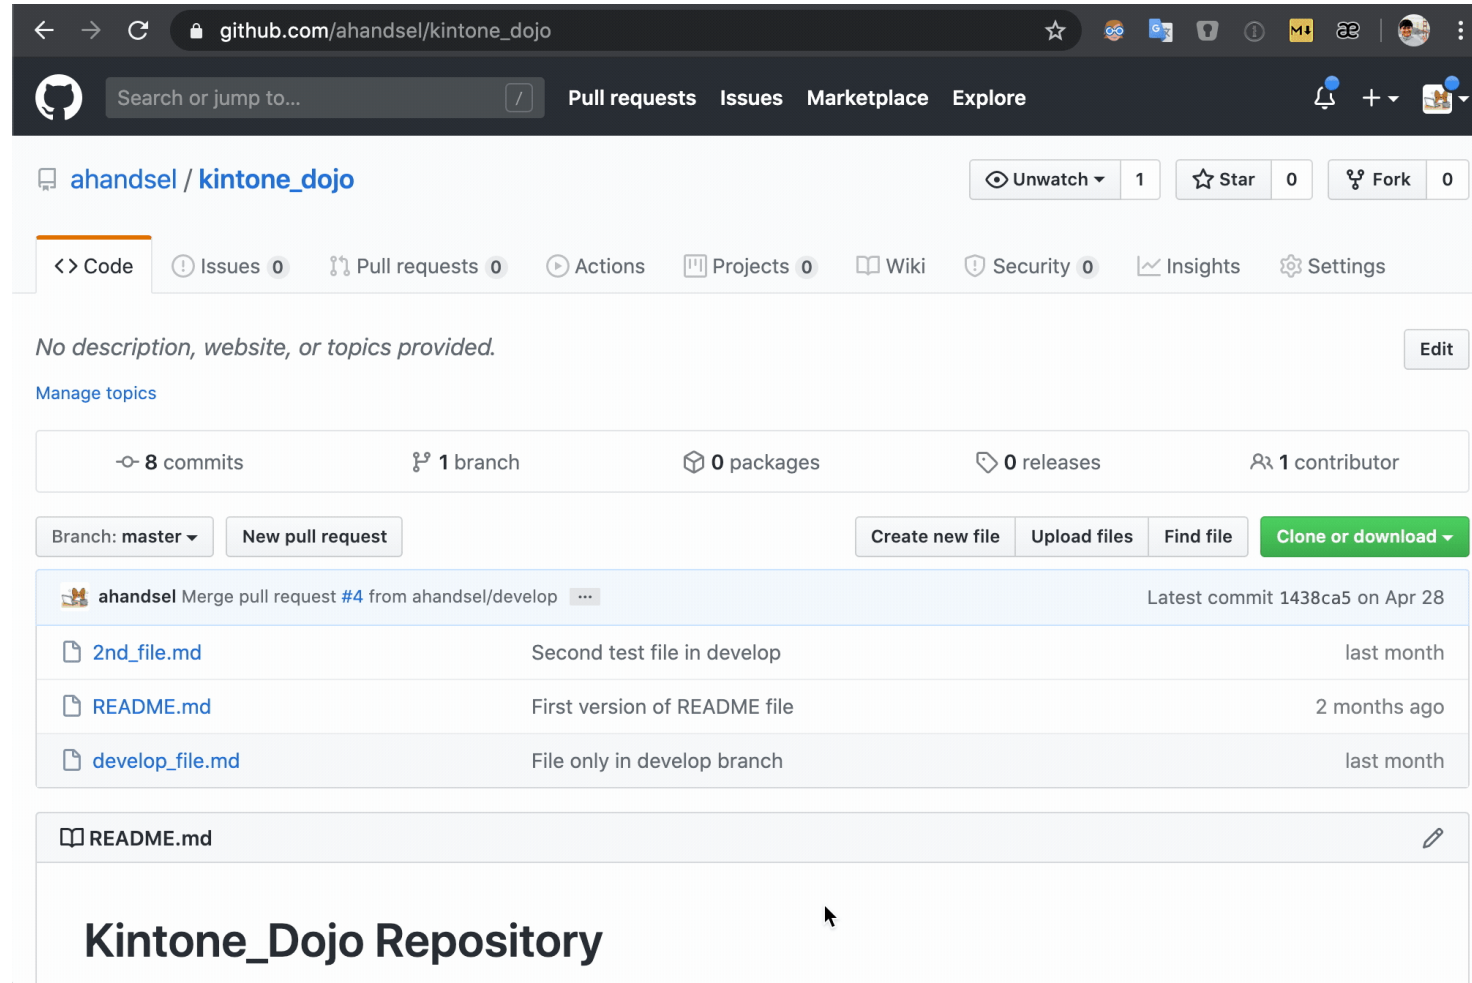 github.com/ahandsel/kintone_dojo
Search or jump to... /
Pull requests Issues Marketplace Explore
ahandsel / kintone_dojo
Unwatch 1 Star 0 Fork 0
Code Issues 0 Pull requests 0 Actions Projects 0 Wiki Security 0 Insights Settings
No description, website, or topics provided.
Edit
Manage topics
8 commits 1 branch 0 packages 0 releases 1 contributor
Branch: master New pull request Create new file Upload files Find file Clone or download
ahandsel Merge pull request #4 from ahandsel/develop ... Latest commit 1438ca5 on Apr 28
2nd_file.md Second test file in develop last month
README.md First version of README file 2 months ago
develop_file.md File only in develop branch last month
README.md
Kintone_Dojo Repository